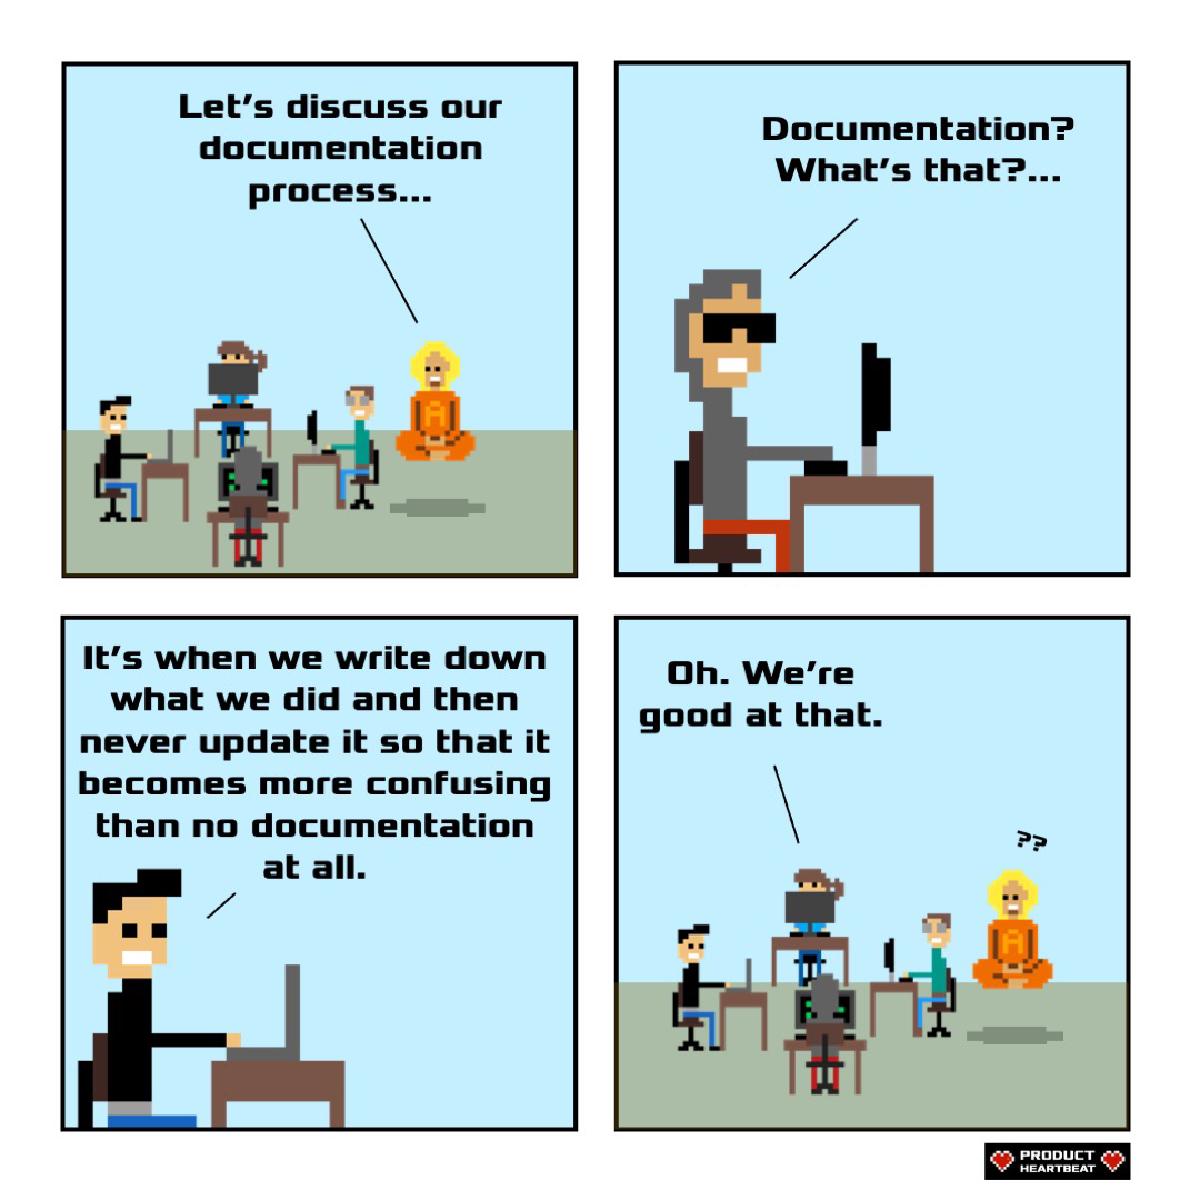 Let's discuss our
documentation
process...
Documentation?
What's that?...
It's when we write down
what we did and then
never update it so that it
becomes more confusing
than no documentation
at all.
Oh. We're
good at that.
??
A
A
PRODUCT
HEARTBEAT